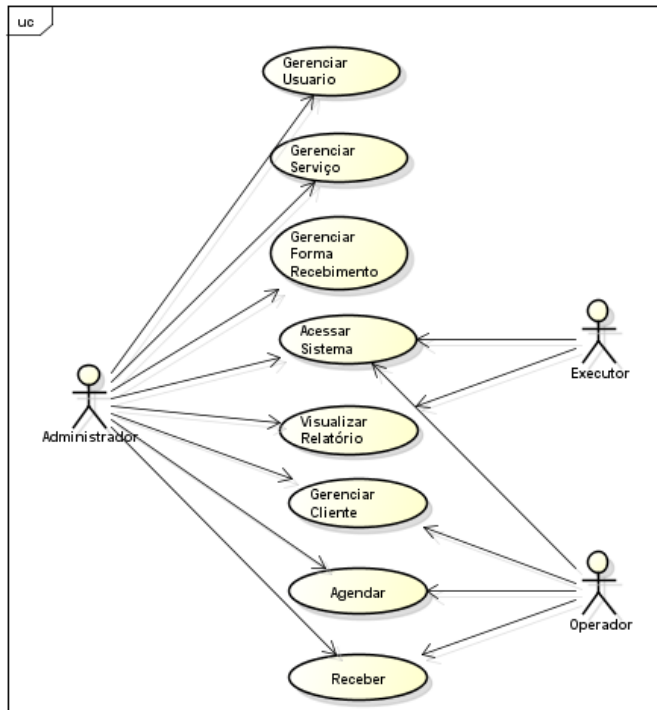 uc
Gerenciar
Usuario
Gerenciar
Serviço
Gerenciar
Forma
Recebimento
Acessar
Sistema
Executor
Administrador
Visualizar
Relatório
Gerenciar
Cliente
Agendar
Operador
Receber